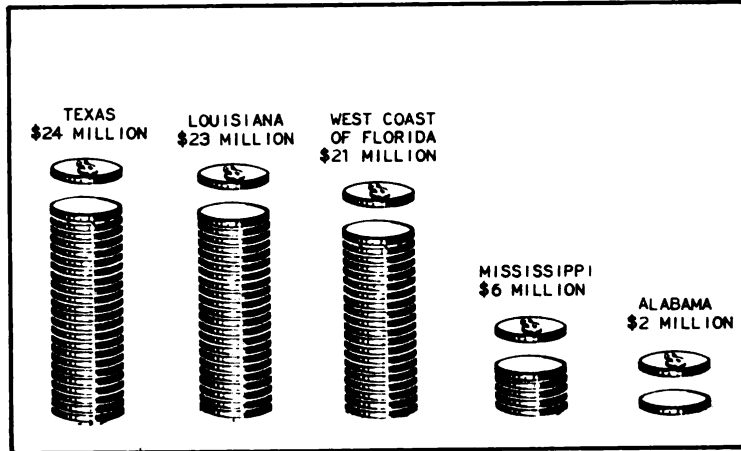 TEXAS
$24 MILLION
LOUISIANA
$23 MILLION
WEST COAST
OF FLORIDA
$21 MILLION
MISSISSIPPI
$6 MILLION
ALABAMA
$2 MILLION